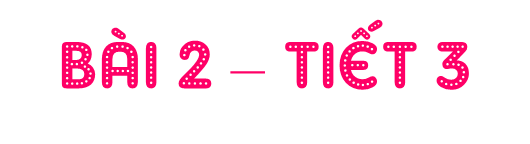 BÀI 2 — TIẾT 3